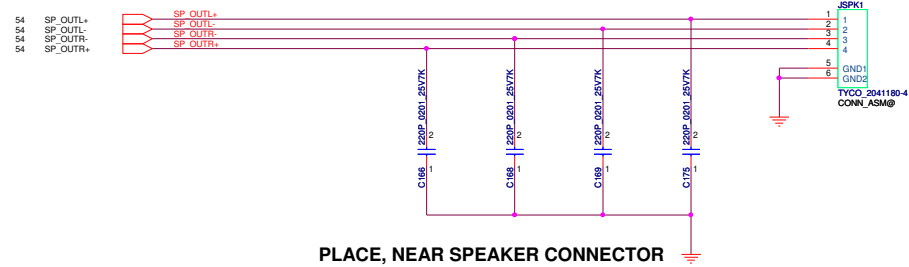 JSPK1
54 SP_OUTL+ SP_OUTL+ 1 1
54 SP_OUTL- SP_OUTL- 2 2
54 SP_OUTR- SP_OUTR- 3 3
54 SP_OUTR+ SP_OUTR+ 4 4
5 GND1
6 GND2
TYCO_2041180-4
CONN_ASM@
220P_0201_25V7K
220P_0201_25V7K
220P_0201_25V7K
220P_0201_25V7K
2 2 2 2
1 1 1 1
C166
C168
C169
C175
PLACE, NEAR SPEAKER CONNECTOR